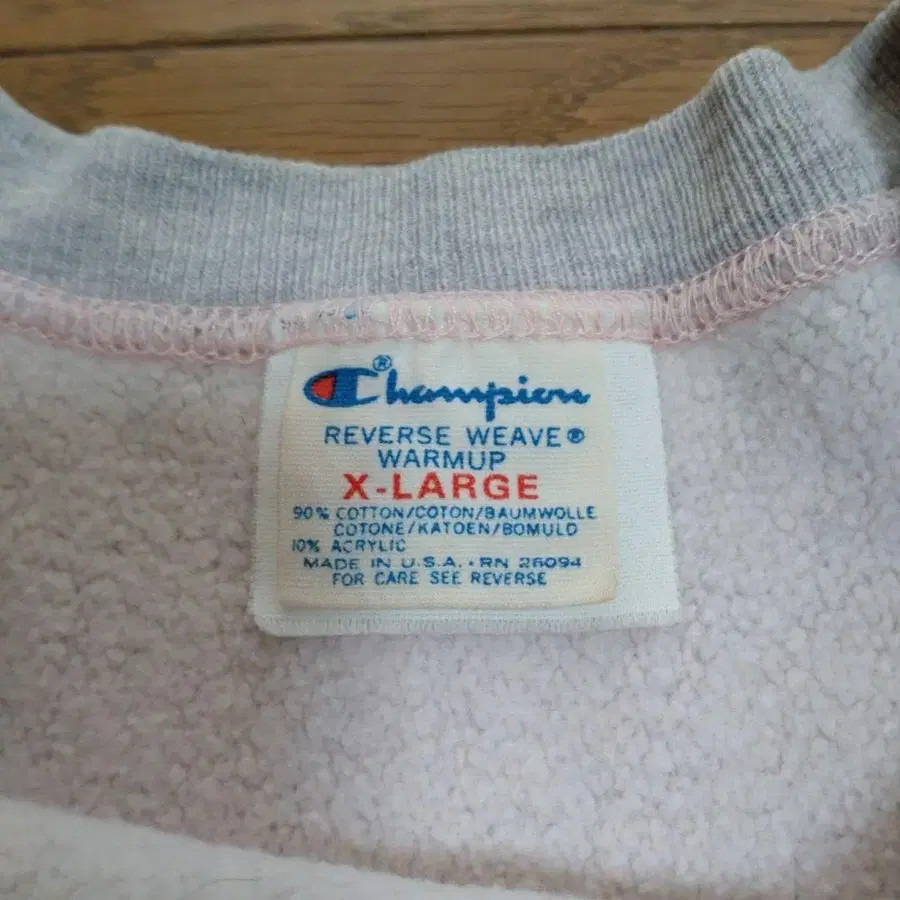 Champion®
REVERSE WEAVE®
WARMUP
X-LARGE
90% COTTON/COTON/BAUMWOLLE
COTONE/KATOEN/BOMULD
10% ACRYLIC
MADE IN U.S.A. • RN 26094
FOR CARE SEE REVERSE